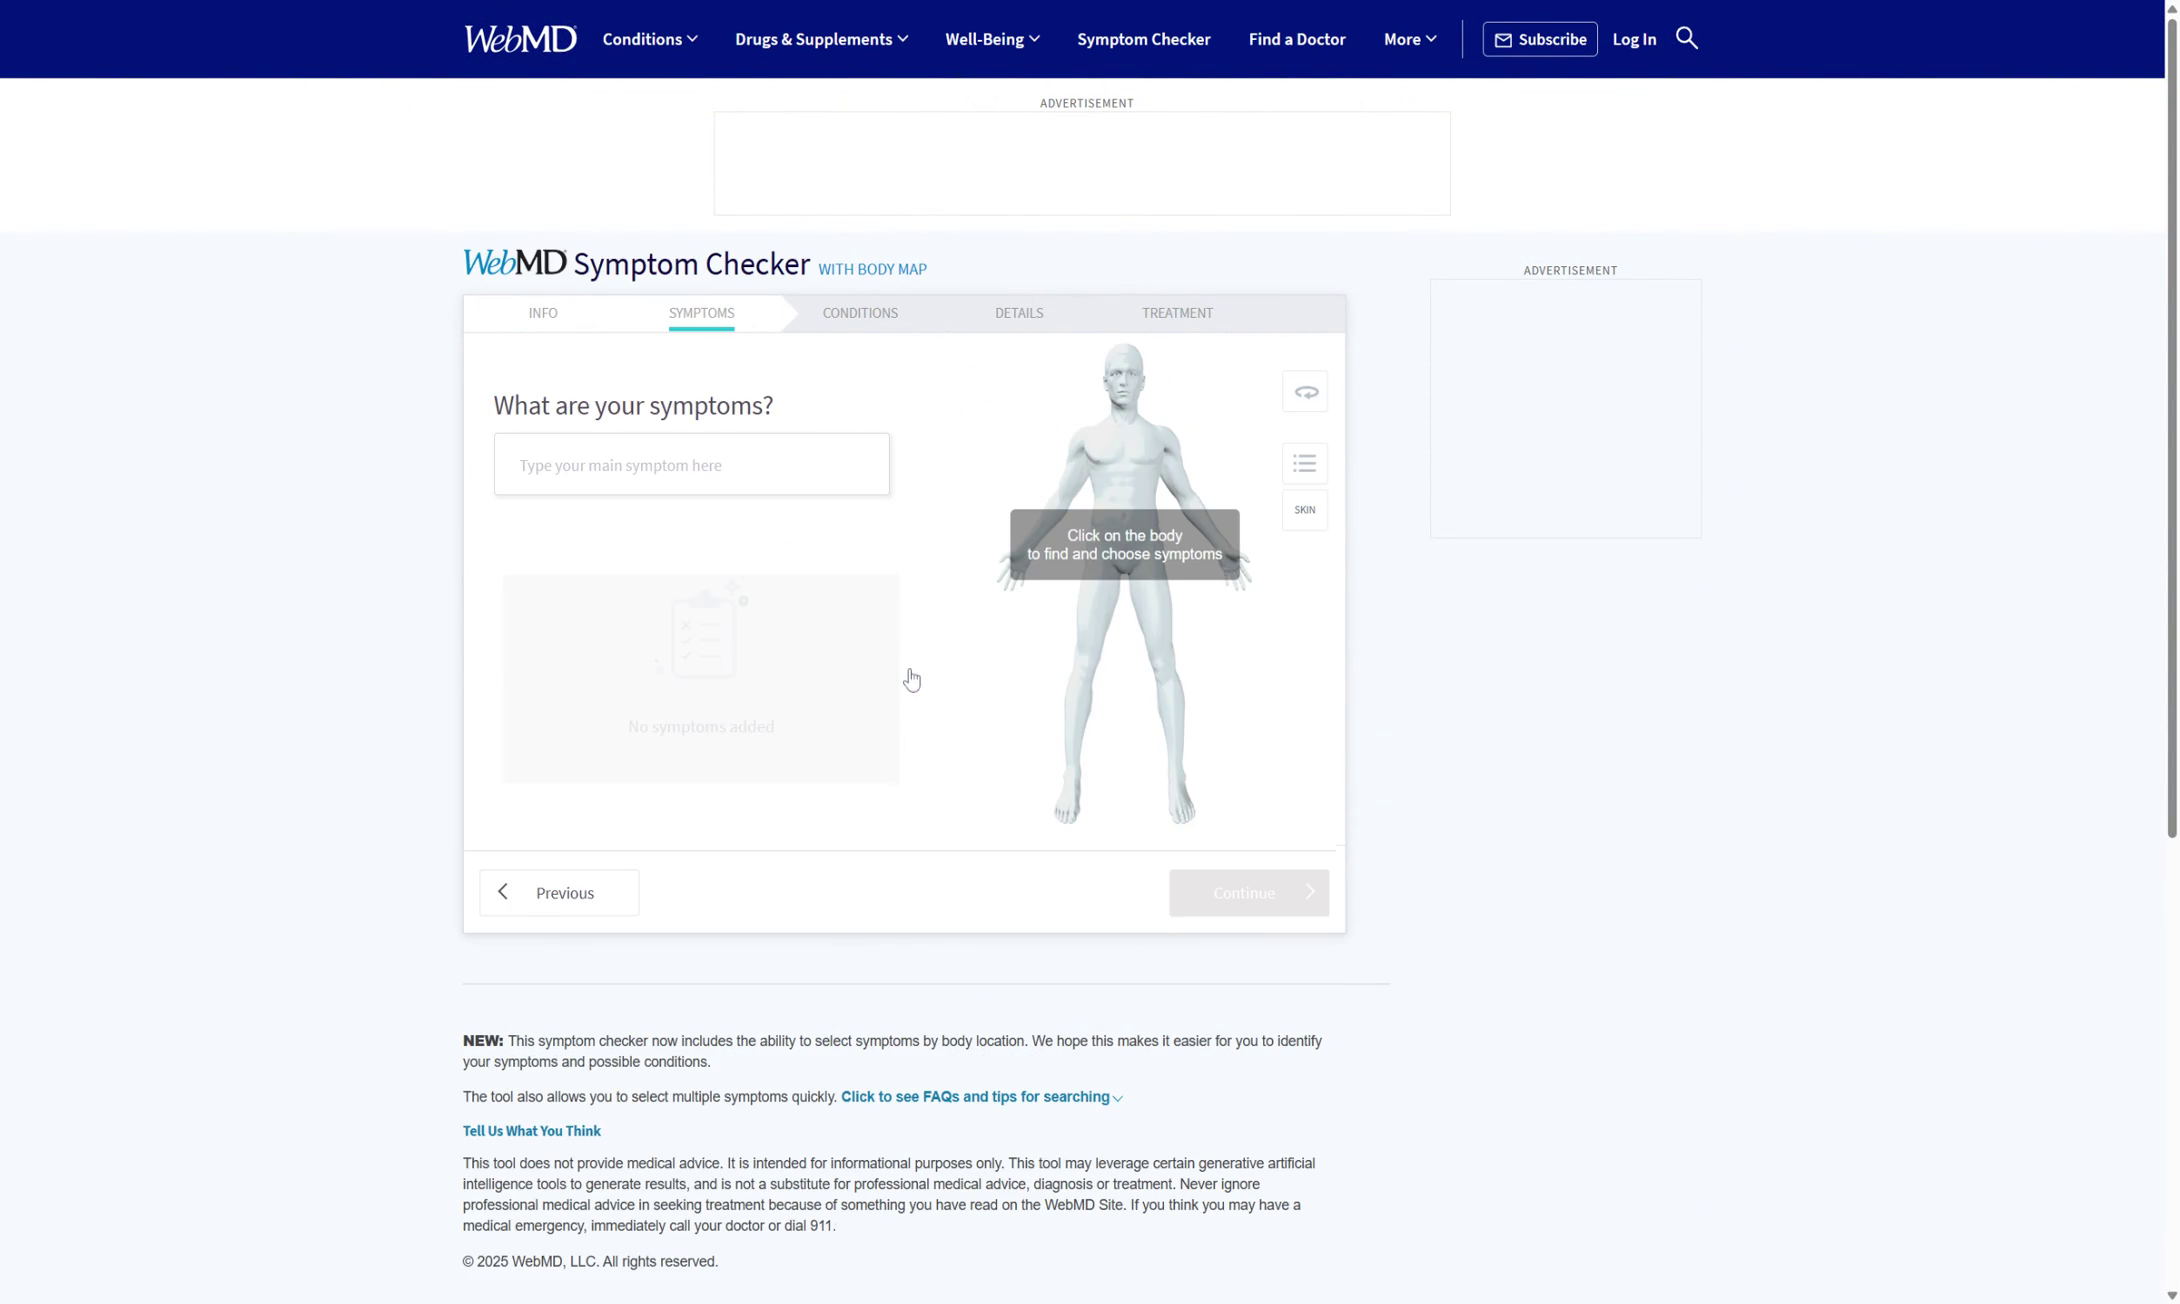 WebMD Conditions Drugs & Supplements Well-Being Symptom Checker Find a Doctor More Subscribe Log In
ADVERTISEMENT
WebMD Symptom Checker WITH BODY MAP
ADVERTISEMENT
INFO SYMPTOMS CONDITIONS DETAILS TREATMENT
What are your symptoms?
Type your main symptom here
SKIN
Click on the body
to find and choose symptoms
No symptoms added
Previous
Continue
NEW: This symptom checker now includes the ability to select symptoms by body location. We hope this makes it easier for you to identify
your symptoms and possible conditions.
The tool also allows you to select multiple symptoms quickly. Click to see FAQs and tips for searching
Tell Us What You Think
This tool does not provide medical advice. It is intended for informational purposes only. This tool may leverage certain generative artificial
intelligence tools to generate results, and is not a substitute for professional medical advice, diagnosis or treatment. Never ignore
professional medical advice in seeking treatment because of something you have read on the WebMD Site. If you think you may have a
medical emergency, immediately call your doctor or dial 911.
© 2025 WebMD, LLC. All rights reserved.